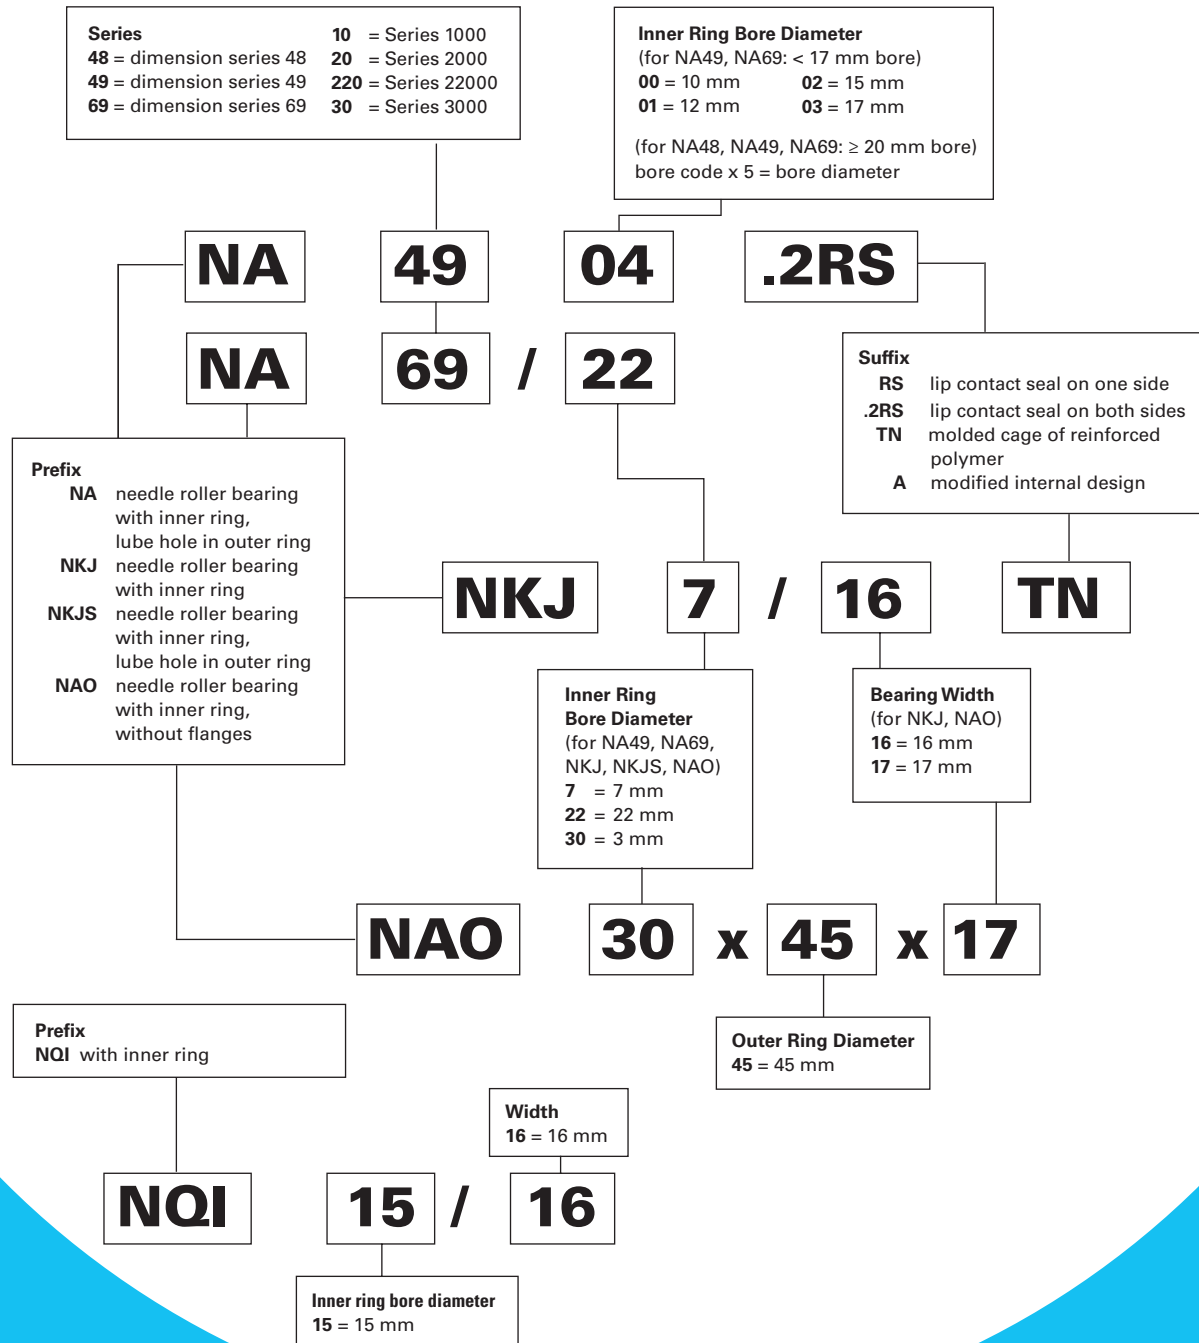 Series
48 = dimension series 48
49 = dimension series 49
69 = dimension series 69
10 = Series 1000
20 = Series 2000
220 = Series 22000
30 = Series 3000
Inner Ring Bore Diameter
(for NA49, NA69: < 17 mm bore)
00 = 10 mm 02 = 15 mm
01 = 12 mm 03 = 17 mm
(for NA48, NA49, NA69: ≥ 20 mm bore)
bore code x 5 = bore diameter
NA 49 04 .2RS
NA 69 / 22
Suffix
RS lip contact seal on one side
.2RS lip contact seal on both sides
TN molded cage of reinforced
polymer
A modified internal design
Prefix
NA needle roller bearing
with inner ring,
lube hole in outer ring
NKJ needle roller bearing
with inner ring
NKJS needle roller bearing
with inner ring,
lube hole in outer ring
NAO needle roller bearing
with inner ring,
without flanges
NKJ 7 / 16 TN
Inner Ring
Bore Diameter
(for NA49, NA69,
NKJ, NKJS, NAO)
7 = 7 mm
22 = 22 mm
30 = 3 mm
Bearing Width
(for NKJ, NAO)
16 = 16 mm
17 = 17 mm
NAO 30 x 45 x 17
Outer Ring Diameter
45 = 45 mm
Prefix
NQI with inner ring
Width
16 = 16 mm
NQI 15 / 16
Inner ring bore diameter
15 = 15 mm